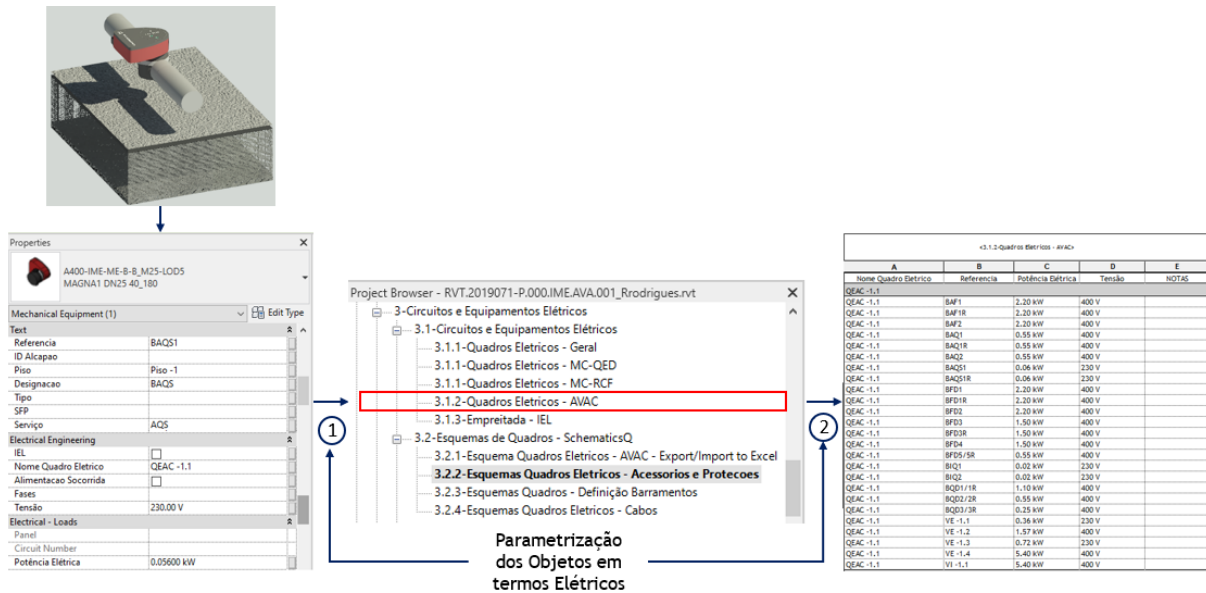 Properties
A400-IME-ME-B-B_M25-LOD5
MAGNA1 DN25 40_180
Mechanical Equipment (1)
Edit Type
Text
Referencia BAQS1
ID Alcapao
Piso Piso -1
Designacao BAQS
Tipo
SFP
Serviço AQS
Electrical Engineering
IEL
Nome Quadro Eletrico QEAC -1.1
Alimentacao Socorrida
Fases
Tensão 230.00 V
Electrical - Loads
Panel
Circuit Number
Potência Elétrica 0.05600 kW
1
Project Browser - RVT.2019071-P.000.IME.AVA.001_Rrodrigues.rvt
3-Circuitos e Equipamentos Elétricos
3.1-Circuitos e Equipamentos Elétricos
3.1.1-Quadros Eletricos - Geral
3.1.1-Quadros Eletricos - MC-QED
3.1.1-Quadros Eletricos - MC-RCF
3.1.2-Quadros Eletricos - AVAC
3.1.3-Empreitada - IEL
3.2-Esquemas de Quadros - SchematicsQ
3.2.1-Esquema Quadros Eletricos - AVAC - Export/Import to Excel
3.2.2-Esquemas Quadros Eletricos - Acessorios e Protecoes
3.2.3-Esquemas Quadros - Definição Barramentos
3.2.4-Esquemas Quadros Eletricos - Cabos
Parametrização
dos Objetos em
termos Elétricos
2
<3.1.2-Quadros Eletricos - AVAC>
A B C D E
Nome Quadro Eletrico Referencia Potência Elétrica Tensão NOTAS
QEAC -1.1
QEAC -1.1 BAF1 2.20 kW 400 V
QEAC -1.1 BAF1R 2.20 kW 400 V
QEAC -1.1 BAF2 2.20 kW 400 V
QEAC -1.1 BAQ1 0.55 kW 400 V
QEAC -1.1 BAQ1R 0.55 kW 400 V
QEAC -1.1 BAQ2 0.55 kW 400 V
QEAC -1.1 BAQS1 0.06 kW 230 V
QEAC -1.1 BAQS1R 0.06 kW 230 V
QEAC -1.1 BFD1 2.20 kW 400 V
QEAC -1.1 BFD1R 2.20 kW 400 V
QEAC -1.1 BFD2 2.20 kW 400 V
QEAC -1.1 BFD3 1.50 kW 400 V
QEAC -1.1 BFD3R 1.50 kW 400 V
QEAC -1.1 BFD4 1.50 kW 400 V
QEAC -1.1 BFD5/5R 0.55 kW 400 V
QEAC -1.1 BIQ1 0.02 kW 230 V
QEAC -1.1 BIQ2 0.02 kW 230 V
QEAC -1.1 BQD1/1R 1.10 kW 400 V
QEAC -1.1 BQD2/2R 0.55 kW 400 V
QEAC -1.1 BQD3/3R 0.25 kW 400 V
QEAC -1.1 VE -1.1 0.36 kW 230 V
QEAC -1.1 VE -1.2 1.57 kW 400 V
QEAC -1.1 VE -1.3 0.72 kW 230 V
QEAC -1.1 VE -1.4 5.40 kW 400 V
QEAC -1.1 VI -1.1 5.40 kW 400 V